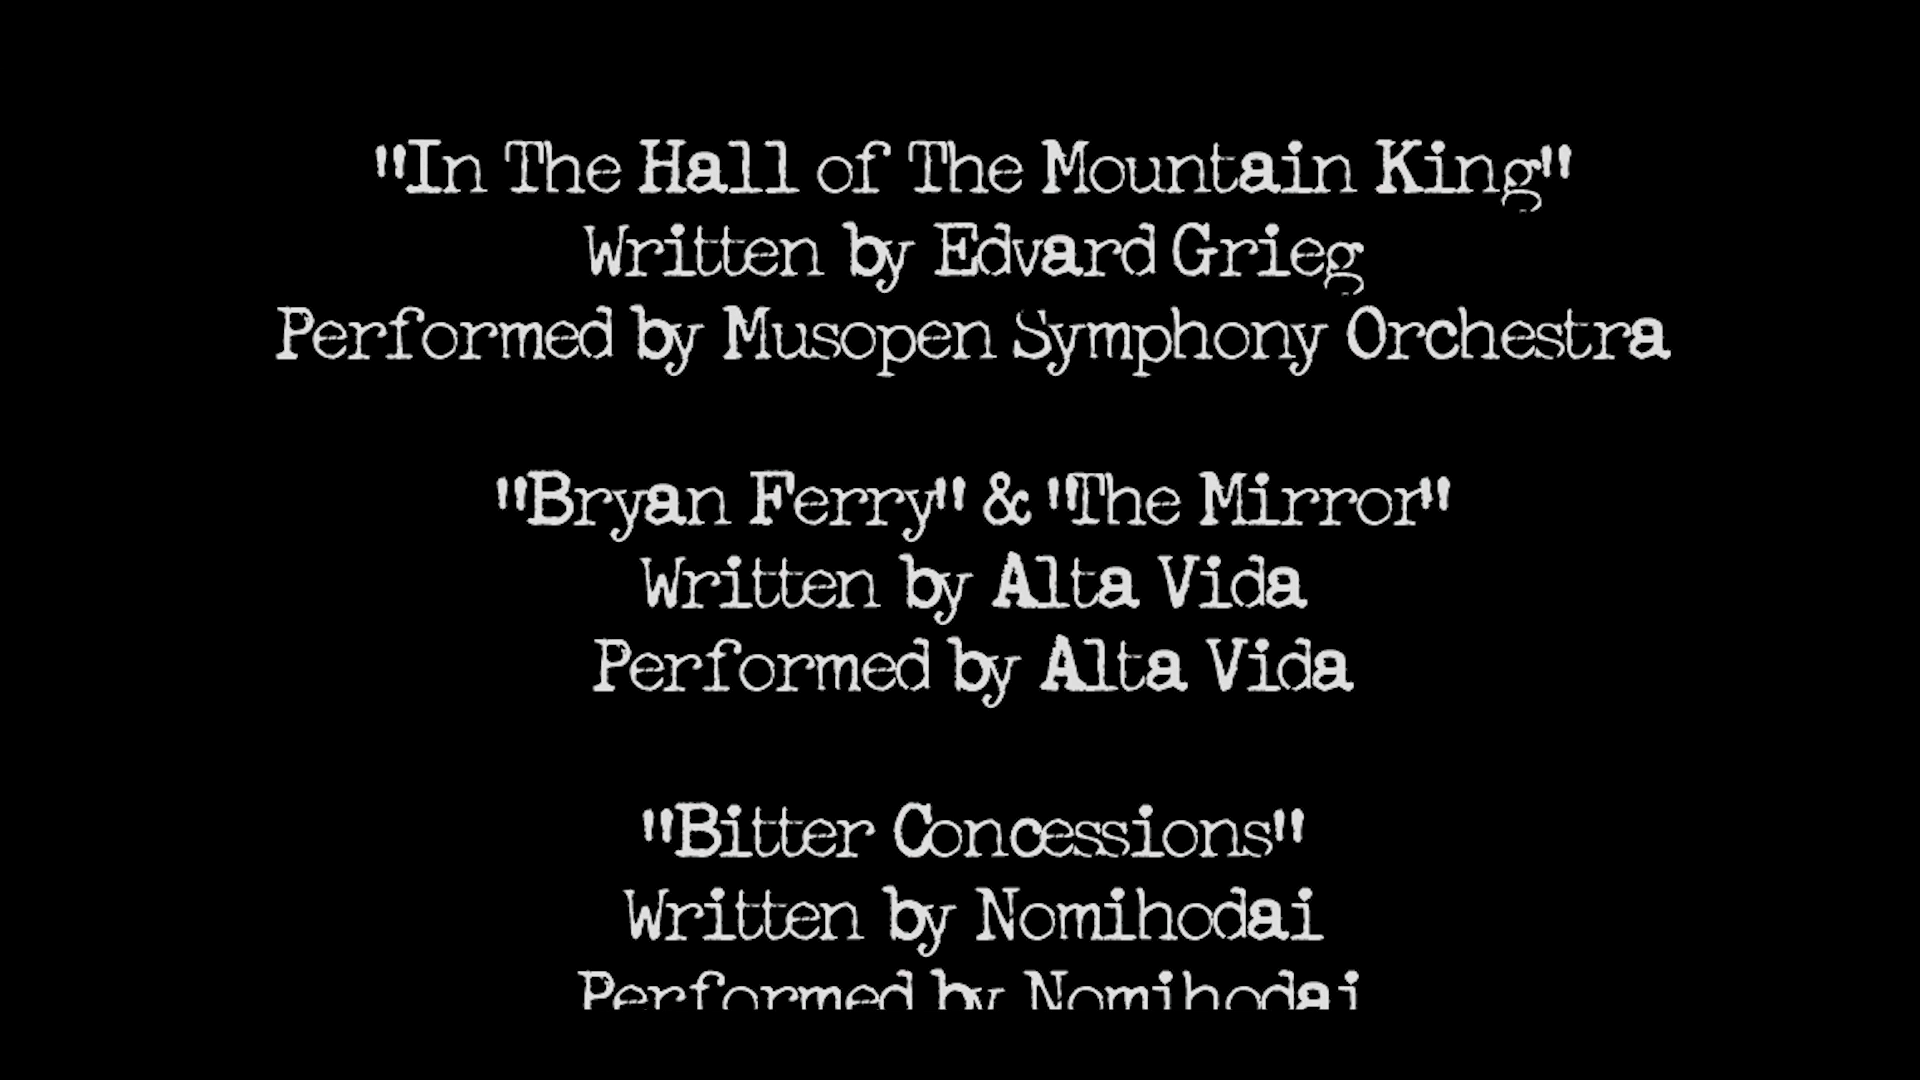 "In The Hall of The Mountain King"
Written by Edvard Grieg
Performed by Musopen Symphony Orchestra
"Bryan Ferry" & "The Mirror"
Written by Alta Vida
Performed by Alta Vida
"Bitter Concessions"
Written by Nomihodai
Performed by Nomihodai